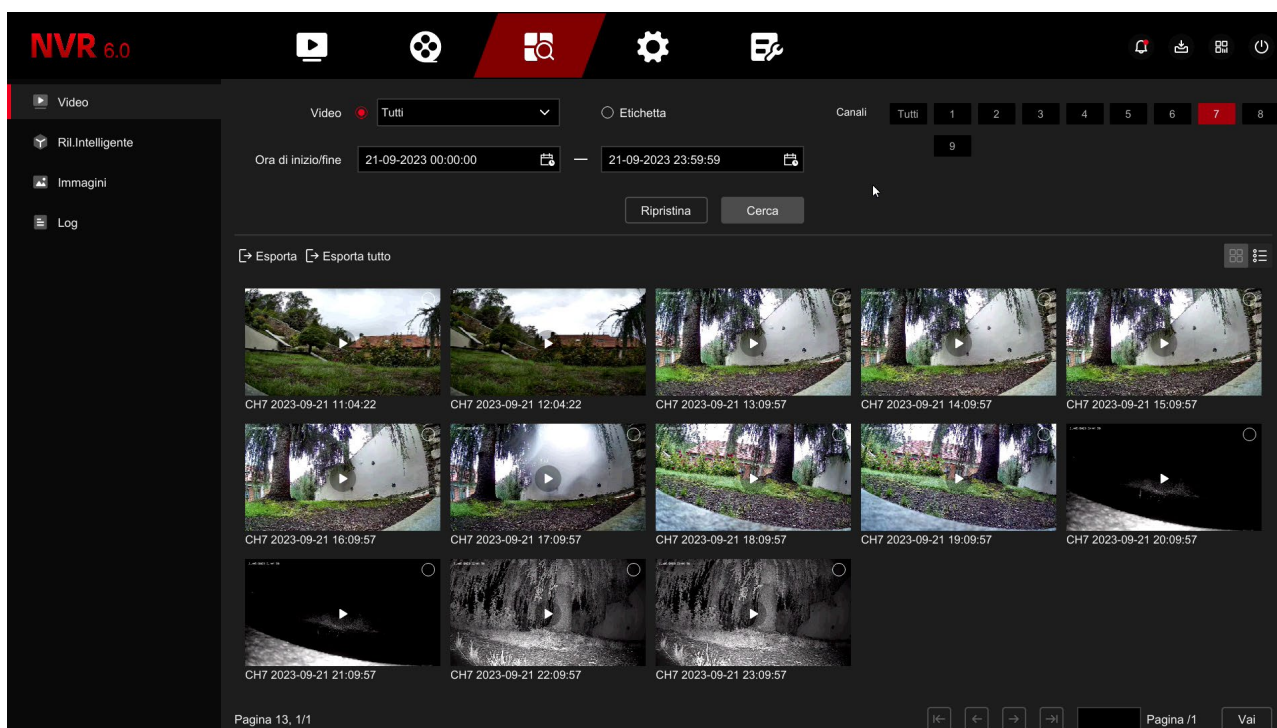 NVR 6.0
Video
Ril.Intelligente
Immagini
Log
Video Tutti Etichetta
Canali Tutti 1 2 3 4 5 6 7 8
9
Ora di inizio/fine 21-09-2023 00:00:00 — 21-09-2023 23:59:59
Ripristina Cerca
Esporta Esporta tutto
CH7 2023-09-21 11:04:22 CH7 2023-09-21 12:04:22 CH7 2023-09-21 13:09:57 CH7 2023-09-21 14:09:57 CH7 2023-09-21 15:09:57
CH7 2023-09-21 16:09:57 CH7 2023-09-21 17:09:57 CH7 2023-09-21 18:09:57 CH7 2023-09-21 19:09:57 CH7 2023-09-21 20:09:57
CH7 2023-09-21 21:09:57 CH7 2023-09-21 22:09:57 CH7 2023-09-21 23:09:57
Pagina 13, 1/1
Pagina /1 Vai